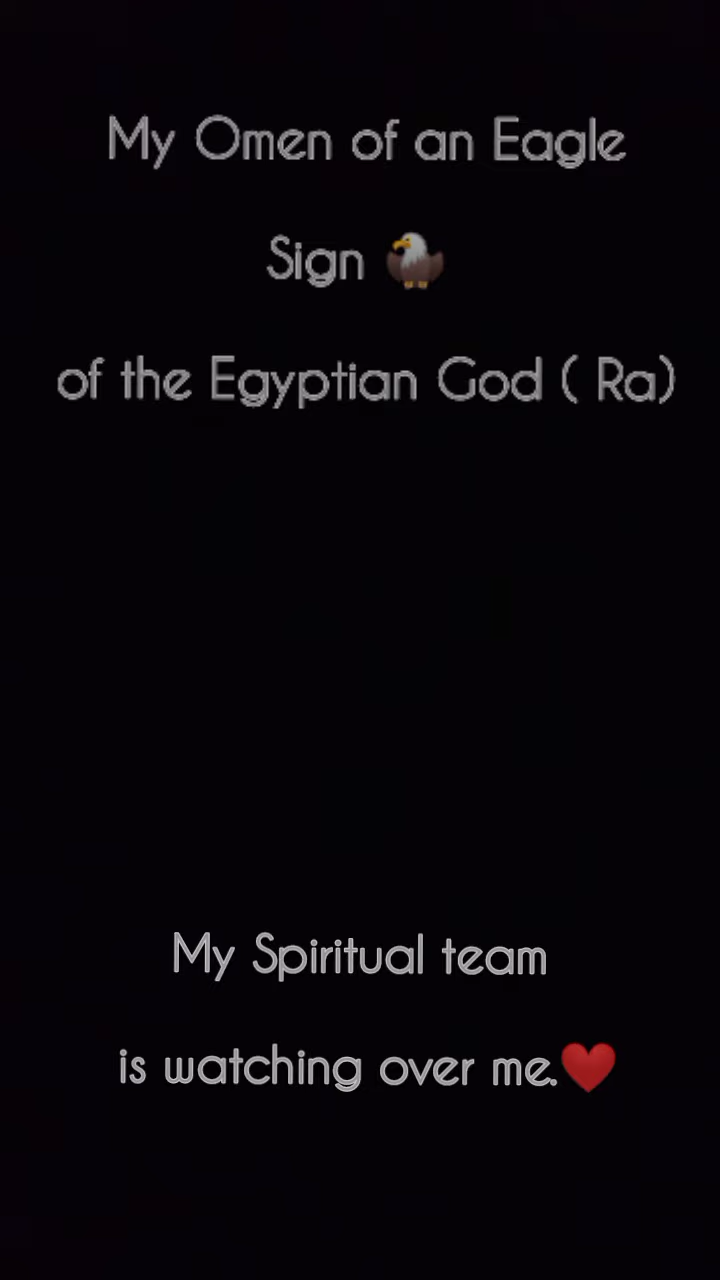 My Omen of an Eagle
Sign 🦅
of the Egyptian God ( Ra)
My Spiritual team
is watching over me.❤️